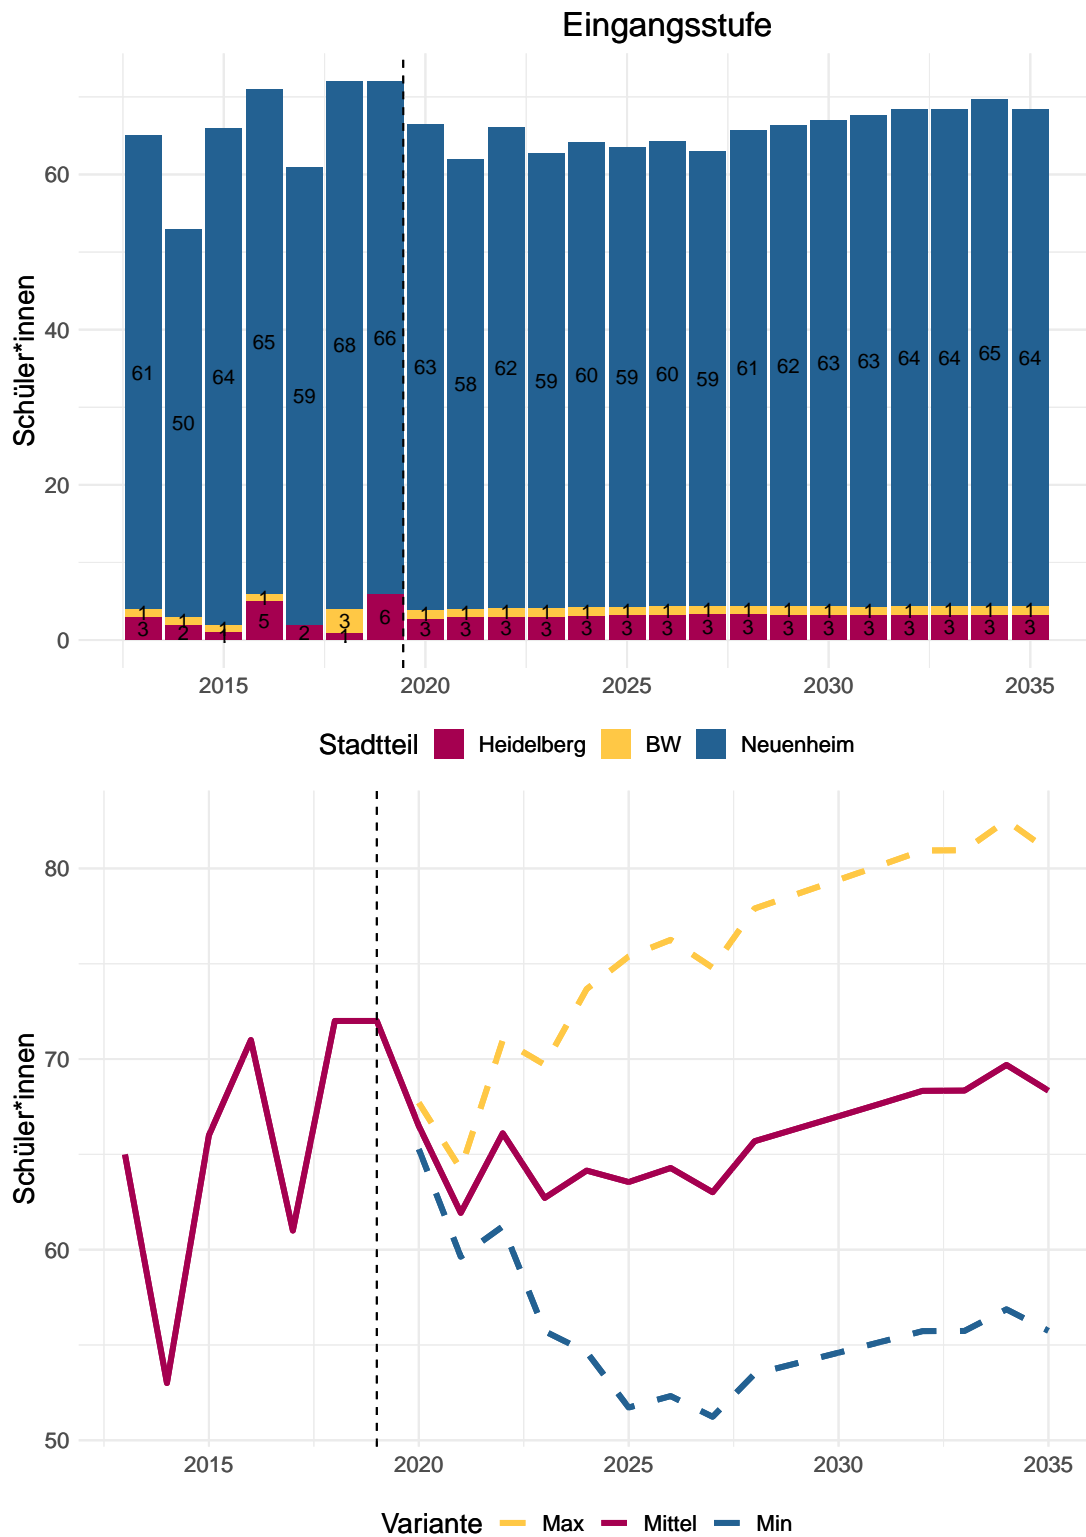 Eingangsstufe
Schüler*innen
60
40
20
0
61 50 64 65 59 68 66 63 58 62 59 60 59 60 59 61 62 63 63 64 64 65 64
1 1 1 1 3 1 1 1 1 1 1 1 1 1 1 1 1 1 1 1 1
3 2 1 5 2 1 6 3 3 3 3 3 3 3 3 3 3 3 3 3 3 3 3
2015 2020 2025 2030 2035
Stadtteil Heidelberg BW Neuenheim
Schüler*innen
80
70
60
50
2015 2020 2025 2030 2035
Variante Max Mittel Min